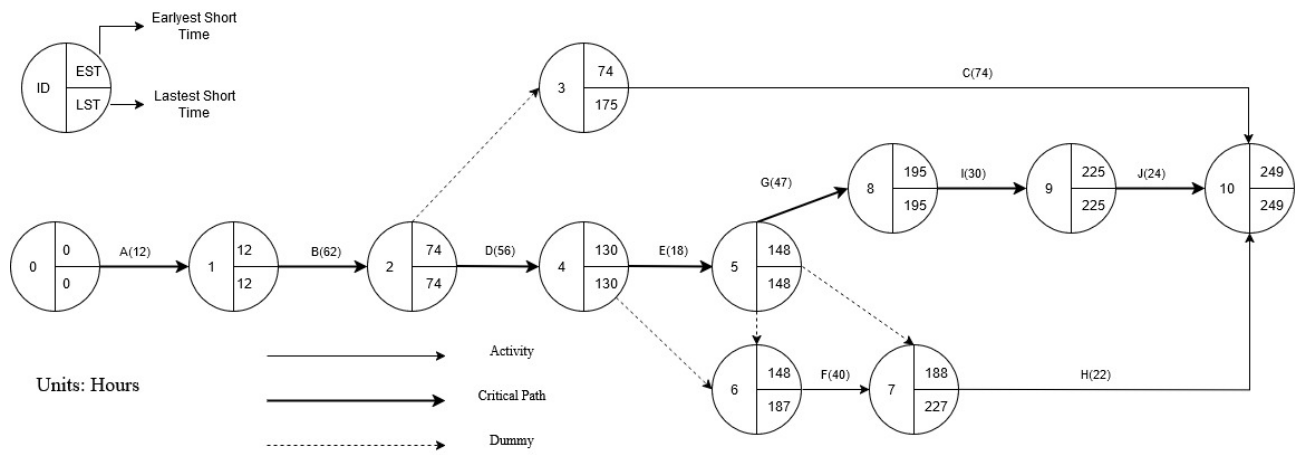 Earlyest Short
Time
ID
EST
LST
Lastest Short
Time
3
74
175
C(74)
G(47)
8
195
195
I(30)
9
225
225
J(24)
10
249
249
0
0
0
A(12)
1
12
12
B(62)
2
74
74
D(56)
4
130
130
E(18)
5
148
148
Activity
Units: Hours
Critical Path
Dummy
6
148
187
F(40)
7
188
227
H(22)